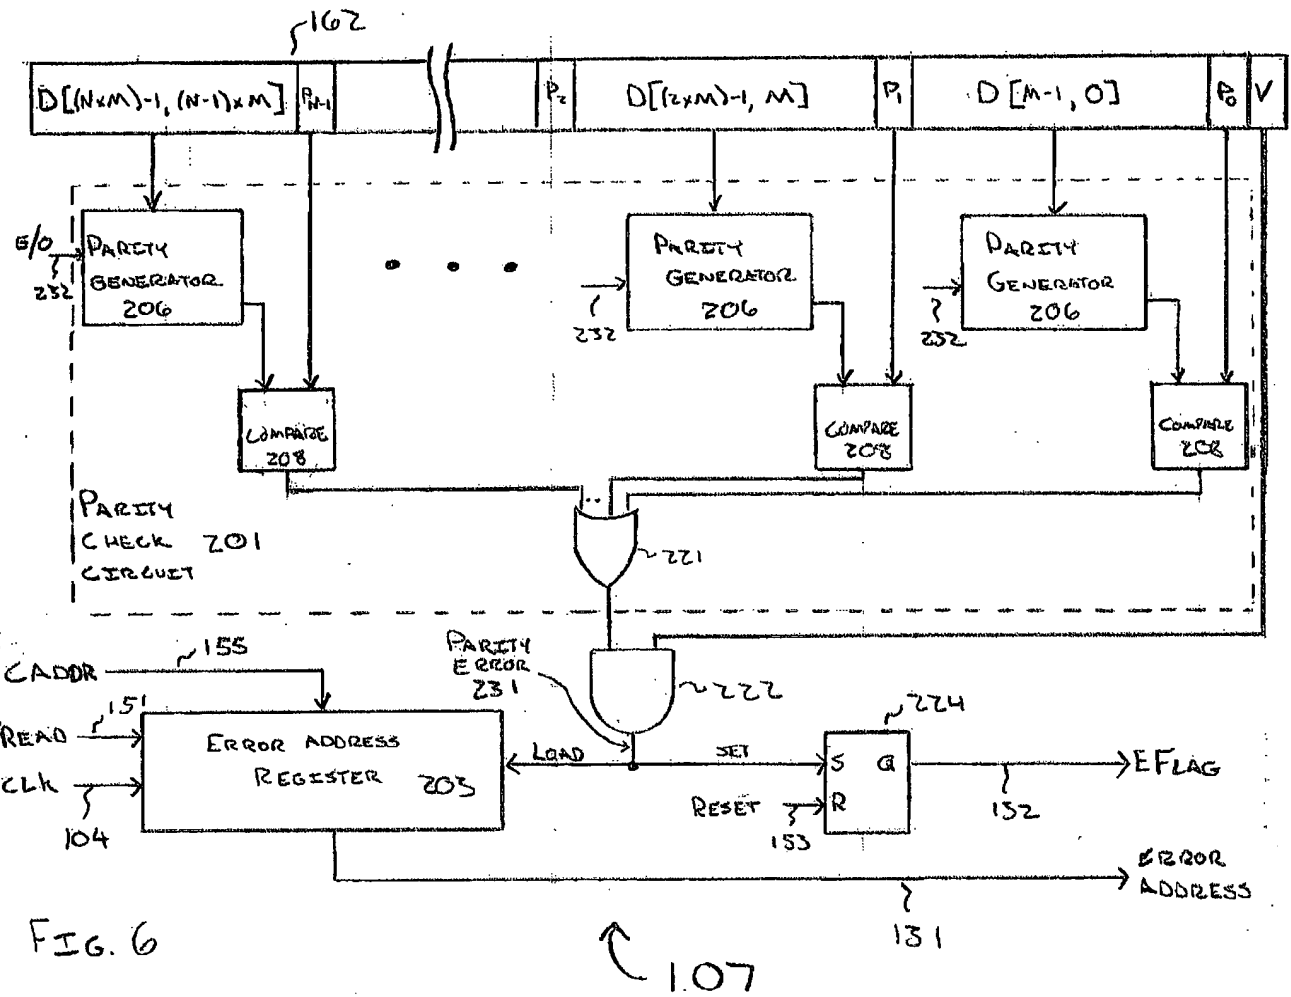 162
D[(N×M)-1, (N-1)×M] P_N-1 P_2 D[(2×M)-1, M] P_1 D[M-1, 0] P_0 V
E/O
232
PARITY
GENERATOR
206
232
PARITY
GENERATOR
206
232
PARITY
GENERATOR
206
COMPARE
208
COMPARE
208
COMPARE
208
PARITY
CHECK 201
CIRCUIT
221
CADDR 155
PARITY
ERROR
231
222
READ 151
CLK
104
ERROR ADDRESS
REGISTER 203
LOAD
SET
224
S Q
R
RESET
153
EFLAG
152
ERROR
ADDRESS
131
FIG. 6
107